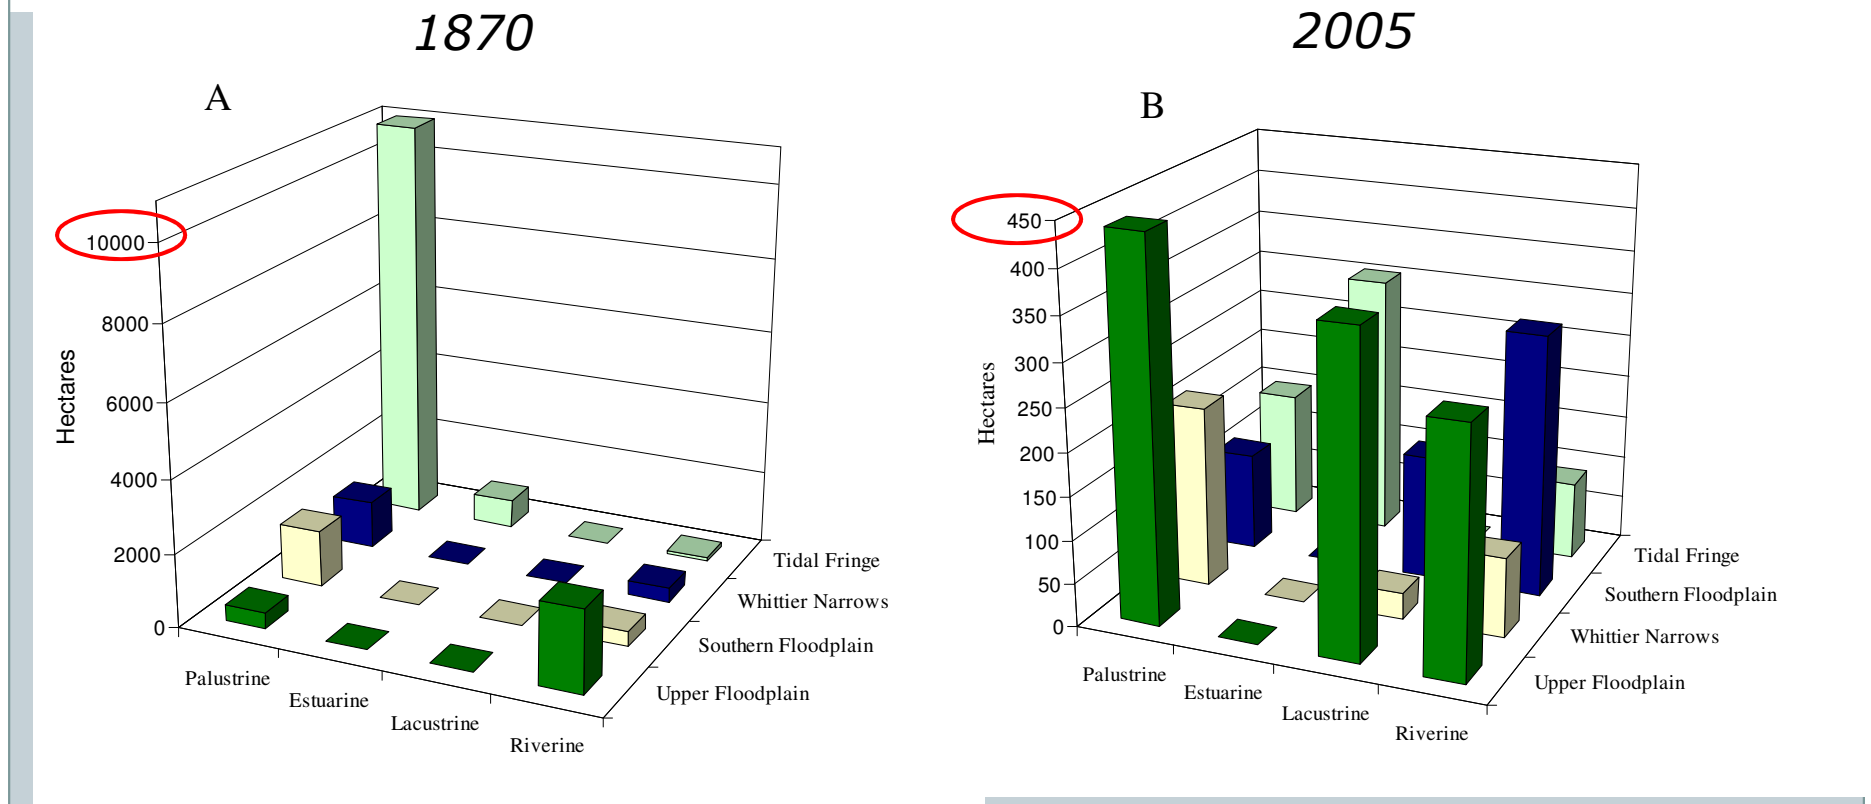 1870
A
10000
8000
6000
4000
2000
0
Hectares
Palustrine
Estuarine
Lacustrine
Riverine
Tidal Fringe
Whittier Narrows
Southern Floodplain
Upper Floodplain
2005
B
450
400
350
300
250
200
150
100
50
0
Hectares
Palustrine
Estuarine
Lacustrine
Riverine
Tidal Fringe
Southern Floodplain
Whittier Narrows
Upper Floodplain